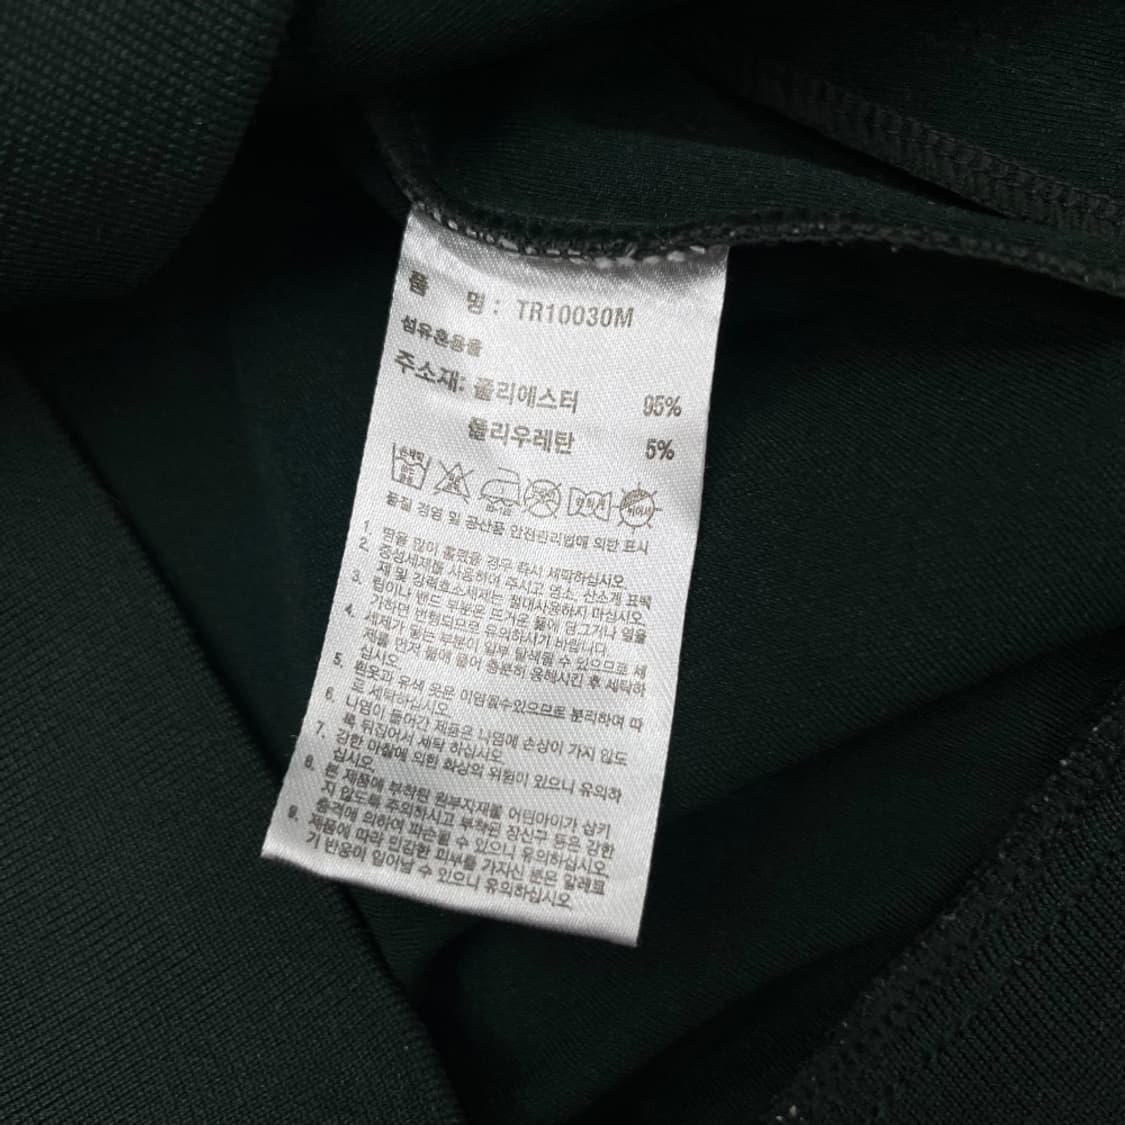 품 명 : TR10030M
섬유혼용율
주소재: 폴리에스터 95%
폴리우레탄 5%
손세탁
품질 경영 및 공산품 안전관리법에 의한 표시
1. 땀을 많이 흘렸을 경우 즉시 세탁하십시오.
2. 중성세제를 사용하여 주시고 염소, 산소계 표백
제 및 강력효소세제는 절대사용하지 마십시오.
3. 림이나 밴드 부분은 뜨거운 물에 담그거나 열을
가하면 변형되므로 유의하시기 바랍니다.
4. 세제가 닿는 부분이 일부 탈색될 수 있으므로 세
제를 먼저 물에 풀어 충분히 용해시킨 후 세탁하
십시오.
5. 흰옷과 유색 옷은 이염될수있으므로 분리하여 따
로 세탁하십시오.
6. 나염이 들어간 제품은 나염에 손상이 가지 않도
록 뒤집어서 세탁 하십시오.
7. 강한 마찰에 의한 화상의 위험이 있으니 유의하
십시오.
8. 본 제품에 부착된 원부자재를 어린아이가 삼키
지 않도록 주의하시고 부착된 장신구 등은 강한
충격에 의하여 파손될 수 있으니 유의하십시오.
9. 제품에 따라 민감한 피부를 가지신 분은 알레르
기 반응이 일어날 수 있으니 유의하십시오.